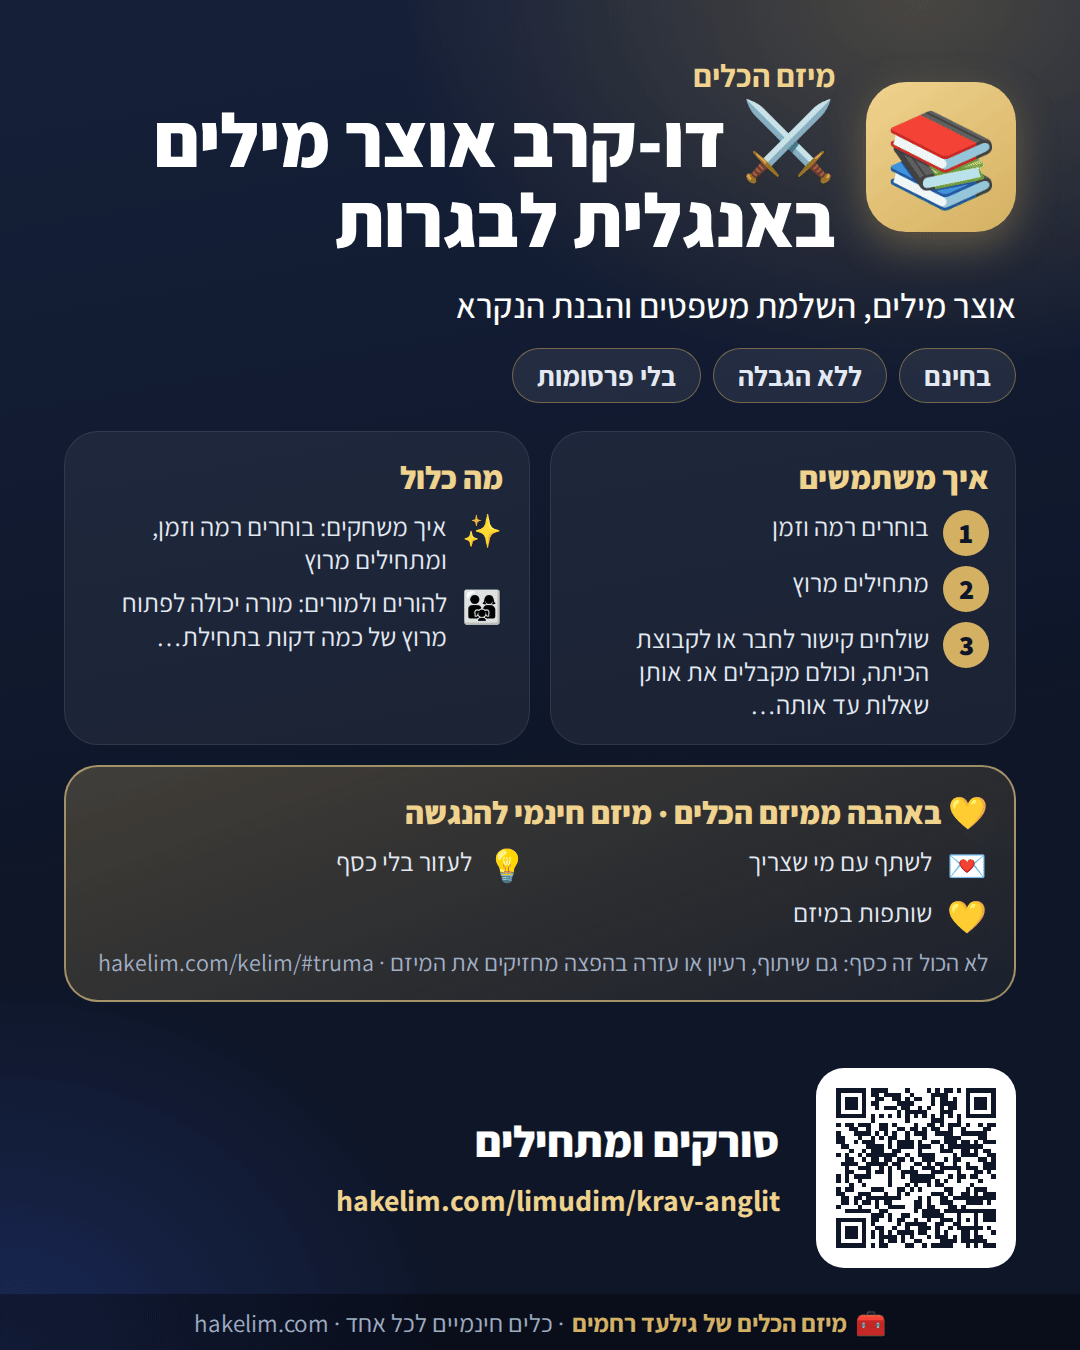 מיזם הכלים
⚔️ דו-קרב אוצר מילים
באנגלית לבגרות
אוצר מילים, השלמת משפטים והבנת הנקרא
בחינם
ללא הגבלה
בלי פרסומות
איך משתמשים
1 בוחרים רמה וזמן
2 מתחילים מרוץ
3 שולחים קישור לחבר או לקבוצת
הכיתה, וכולם מקבלים את אותן
שאלות עד אותה...
מה כלול
✨ איך משחקים: בוחרים רמה וזמן,
ומתחילים מרוץ
להורים ולמורים: מורה יכולה לפתוח
מרוץ של כמה דקות בתחילת...
💛 באהבה ממיזם הכלים · מיזם חינמי להנגשה
💌 לשתף עם מי שצריך
💡 לעזור בלי כסף
💛 שותפות במיזם
לא הכול זה כסף: גם שיתוף, רעיון או עזרה בהפצה מחזיקים את המיזם · hakelim.com/kelim/#truma
סורקים ומתחילים
hakelim.com/limudim/krav-anglit
🧰 מיזם הכלים של גילעד רחמים · כלים חינמיים לכל אחד · hakelim.com